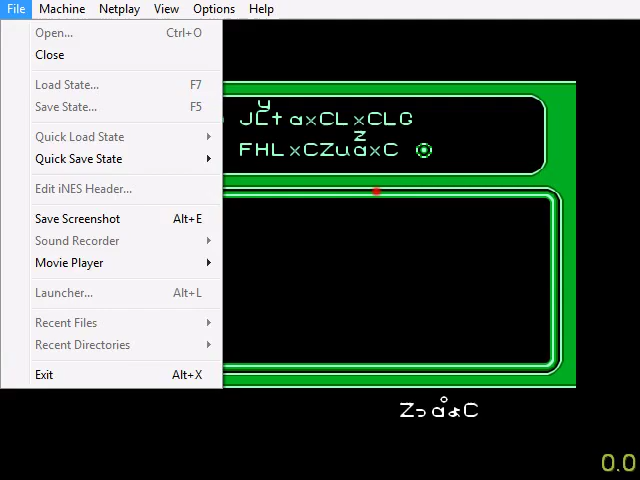 File Machine Netplay View Options Help
Open... Ctrl+O
Close
Load State... F7
Save State... F5
Quick Load State
Quick Save State
Edit iNES Header...
Save Screenshot Alt+E
Sound Recorder
Movie Player
Launcher... Alt+L
Recent Files
Recent Directories
Exit Alt+X
0.0